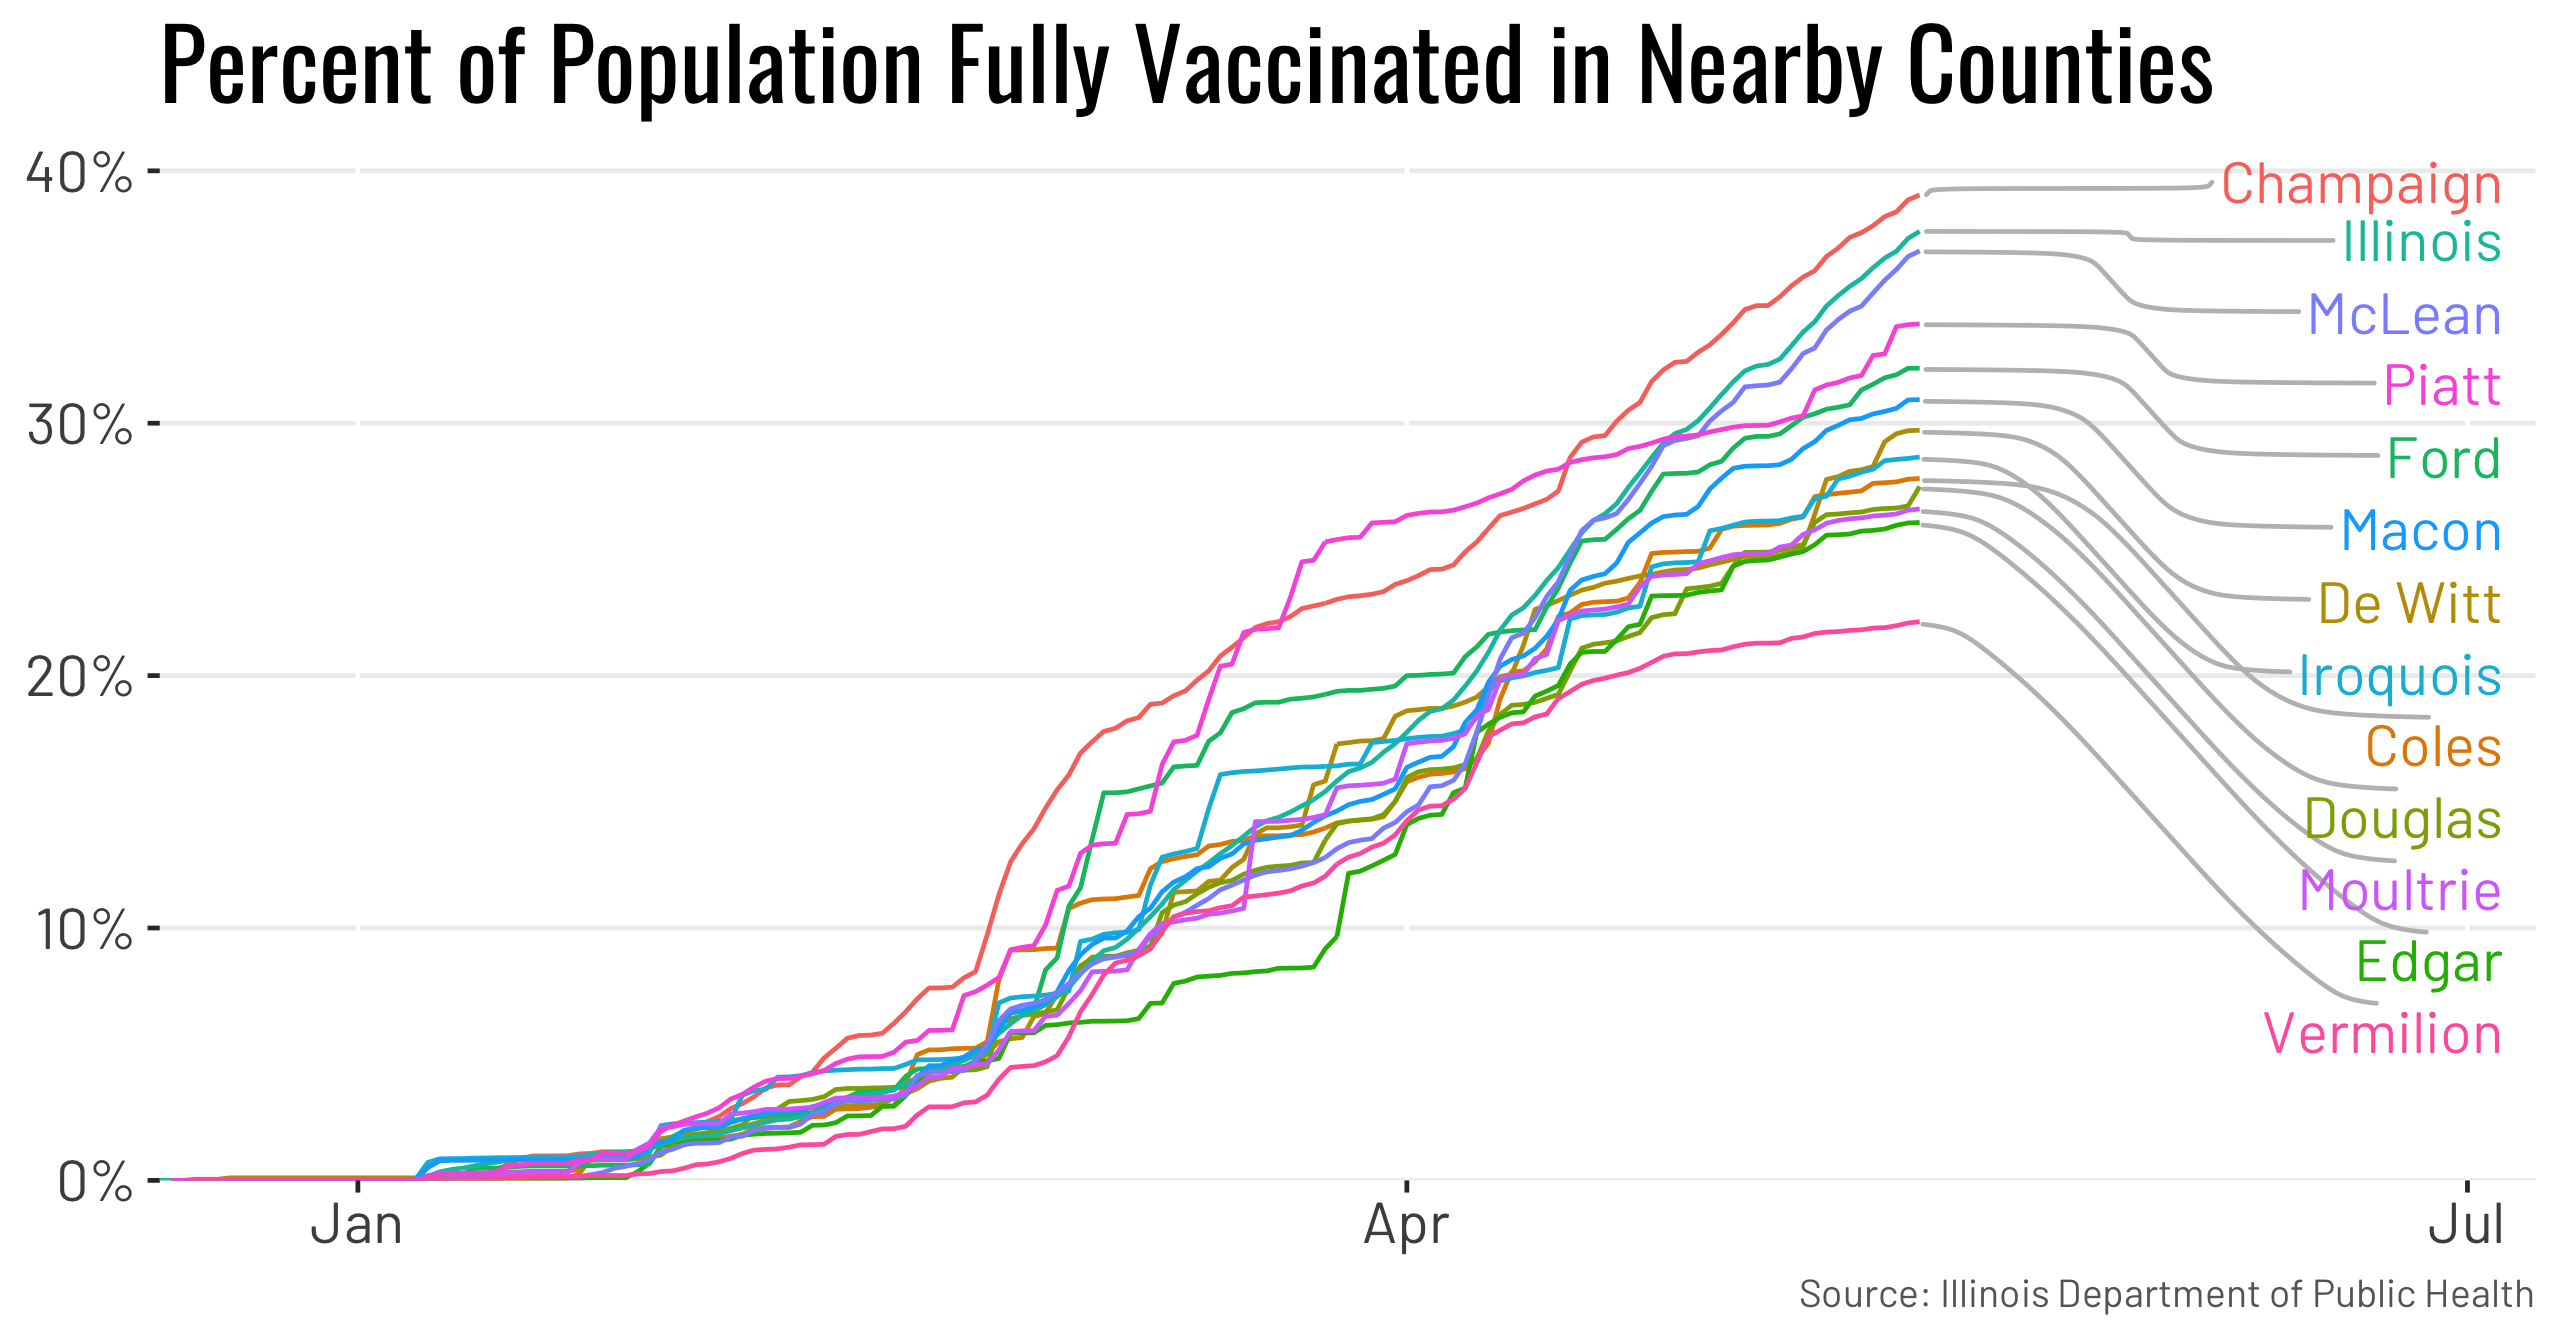 Percent of Population Fully Vaccinated in Nearby Counties
40%
30%
20%
10%
0%
Champaign
Illinois
McLean
Piatt
Ford
Macon
De Witt
Iroquois
Coles
Douglas
Moultrie
Edgar
Vermilion
Jan
Apr
Jul
Source: Illinois Department of Public Health